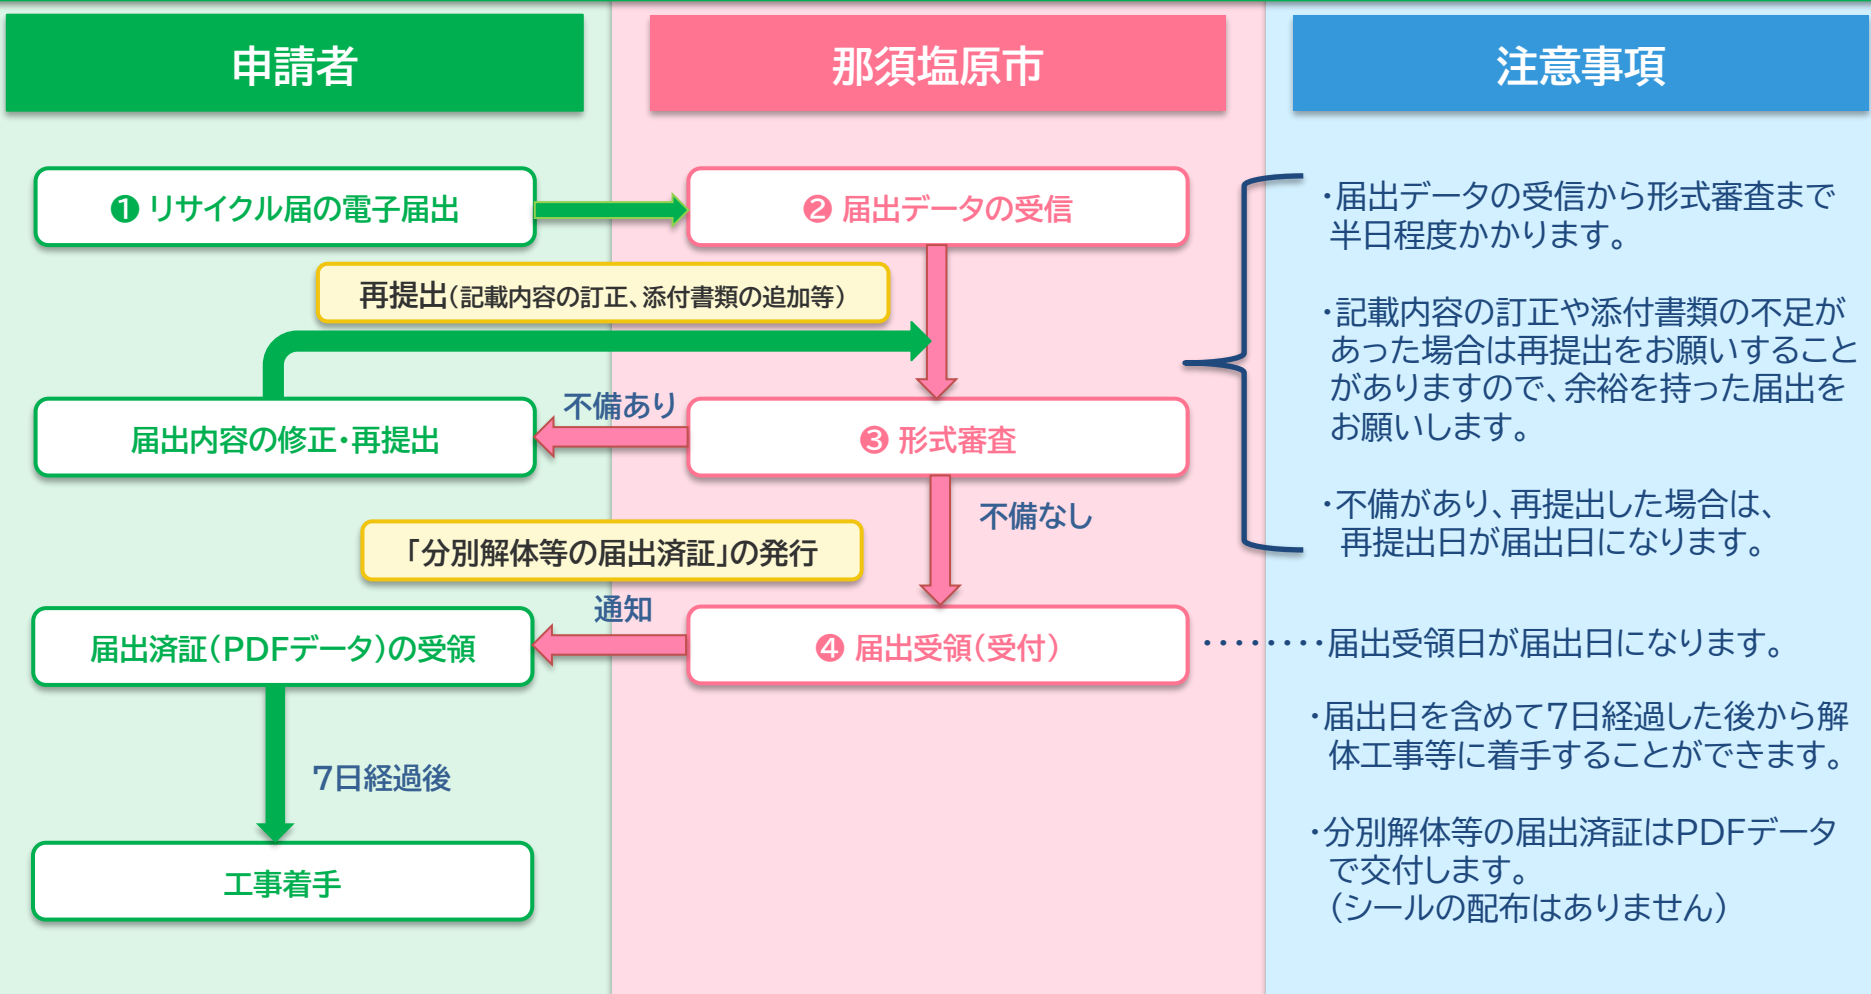 申請者
那須塩原市
注意事項
❶ リサイクル届の電子届出
❷ 届出データの受信
再提出（記載内容の訂正、添付書類の追加等）
不備あり
届出内容の修正・再提出
❸ 形式審査
不備なし
「分別解体等の届出済証」の発行
通知
届出済証（PDFデータ）の受領
❹ 届出受領（受付）
7日経過後
工事着手
・届出データの受信から形式審査まで
半日程度かかります。
・記載内容の訂正や添付書類の不足が
あった場合は再提出をお願いすること
がありますので、余裕を持った届出を
お願いします。
・不備があり、再提出した場合は、
再提出日が届出日になります。
・・・・・・・・届出受領日が届出日になります。
・届出日を含めて7日経過した後から解
体工事等に着手することができます。
・分別解体等の届出済証はPDFデータ
で交付します。
（シールの配布はありません）